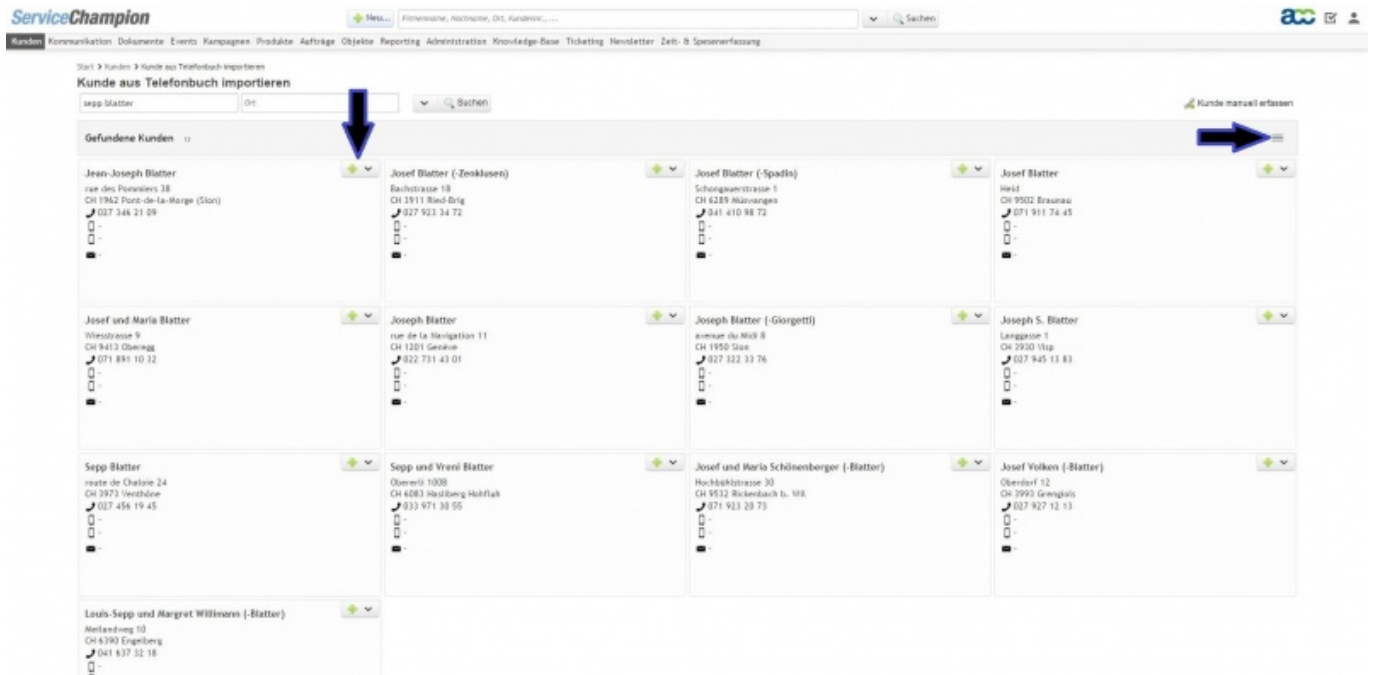 ServiceChampion
Neu... Firmenname, Nachname, Ort, Kundennr., ... Suchen
acc
Kunden Kommunikation Dokumente Events Kampagnen Produkte Aufträge Objekte Reporting Administration Knowledge-Base Ticketing Newsletter Zeit- & Spesenerfassung
Start > Kunden > Kunde aus Telefonbuch importieren
Kunde aus Telefonbuch importieren
sepp blatter Ort Suchen Kunde manuell erfassen
Gefundene Kunden 13
Jean-Joseph Blatter
rue des Pommiers 38
CH 1962 Pont-de-la-Morge (Sion)
027 346 21 09
-
-
-
Josef Blatter (-Zenklusen)
Bachstrasse 18
CH 3911 Ried-Brig
027 923 34 72
-
-
-
Josef Blatter (-Spadin)
Schongauerstrasse 1
CH 6289 Müswangen
041 410 98 72
-
-
-
Josef Blatter
Held
CH 9502 Braunau
071 911 74 45
-
-
-
Josef und Maria Blatter
Wiesstrasse 9
CH 9413 Oberegg
071 891 10 32
-
-
-
Joseph Blatter
rue de la Navigation 11
CH 1201 Genève
022 731 43 01
-
-
-
Joseph Blatter (-Giorgetti)
avenue du Midi 8
CH 1950 Sion
027 322 33 76
-
-
-
Joseph S. Blatter
Langgasse 1
CH 3930 Visp
027 945 13 83
-
-
-
Sepp Blatter
route de Chaloie 24
CH 3973 Venthône
027 456 19 45
-
-
-
Sepp und Vreni Blatter
CH 6083 Hasliberg Hohfluh
033 971 30 55
-
-
-
Josef und Maria Schönenberger (-Blatter)
Hochbühlstrasse 30
CH 9532 Rickenbach b. Wil
071 923 20 73
-
-
-
Josef Volken (-Blatter)
Oberdorf 12
CH 3993 Grengiols
027 927 12 13
-
-
-
Louis-Sepp und Margret Willimann (-Blatter)
Meilandweg 10
CH 6390 Engelberg
041 637 32 18
-